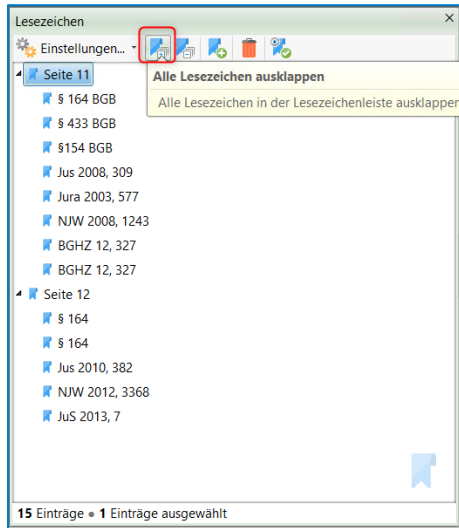 Lesezeichen
Einstellungen...
Seite 11
Alle Lesezeichen ausklappen
§ 164 BGB
Alle Lesezeichen in der Lesezeichenleiste ausklappen
§ 433 BGB
§154 BGB
Jus 2008, 309
Jura 2003, 577
NJW 2008, 1243
BGHZ 12, 327
BGHZ 12, 327
Seite 12
§ 164
§ 164
Jus 2010, 382
NJW 2012, 3368
JuS 2013, 7
15 Einträge • 1 Einträge ausgewählt